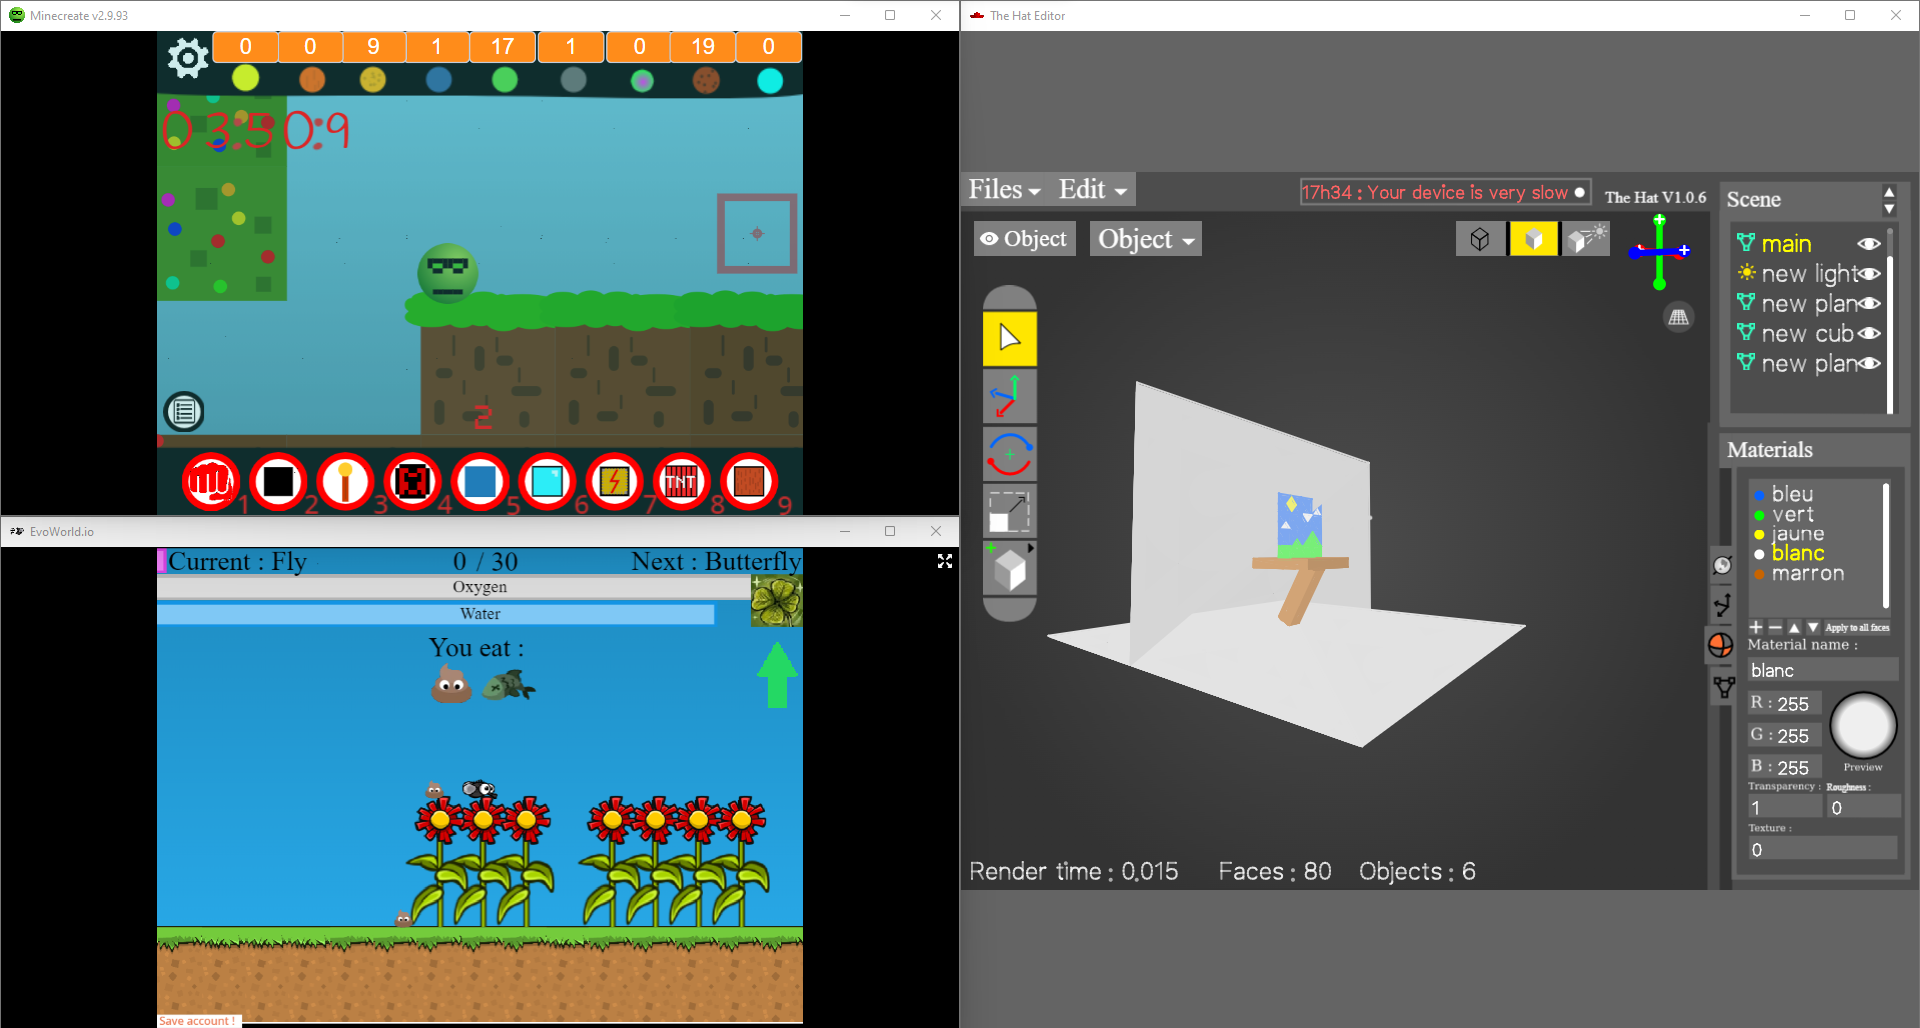 Minecreate v2.9.93
0 0 9 1 17 1 0 19 0
03:50:9
2
TNT
1 2 3 4 5 6 7 8 9
EvoWorld.io
Current : Fly 0 / 30 Next : Butterfly
Oxygen
Water
You eat :
Save account !
The Hat Editor
Files Edit 17h34 : Your device is very slow The Hat V1.0.6
Object Object
Render time : 0.015 Faces : 80 Objects : 6
Scene
main
new light
new plan
new cub
new plan
Materials
bleu
vert
jaune
blanc
marron
Apply to all faces
Material name :
blanc
R : 255
G : 255
B : 255
Preview
Transparency : Roughness :
1 0
Texture :
0